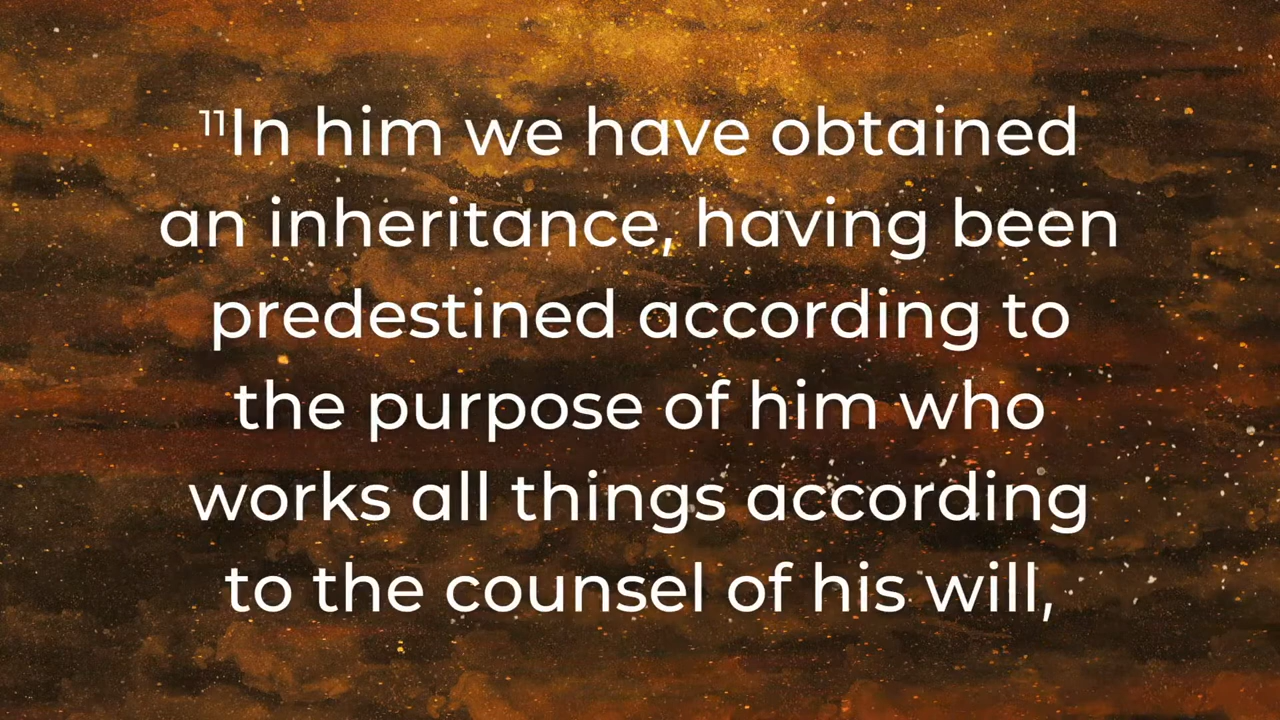 ¹¹In him we have obtained
an inheritance, having been
predestined according to
the purpose of him who
works all things according
to the counsel of his will,